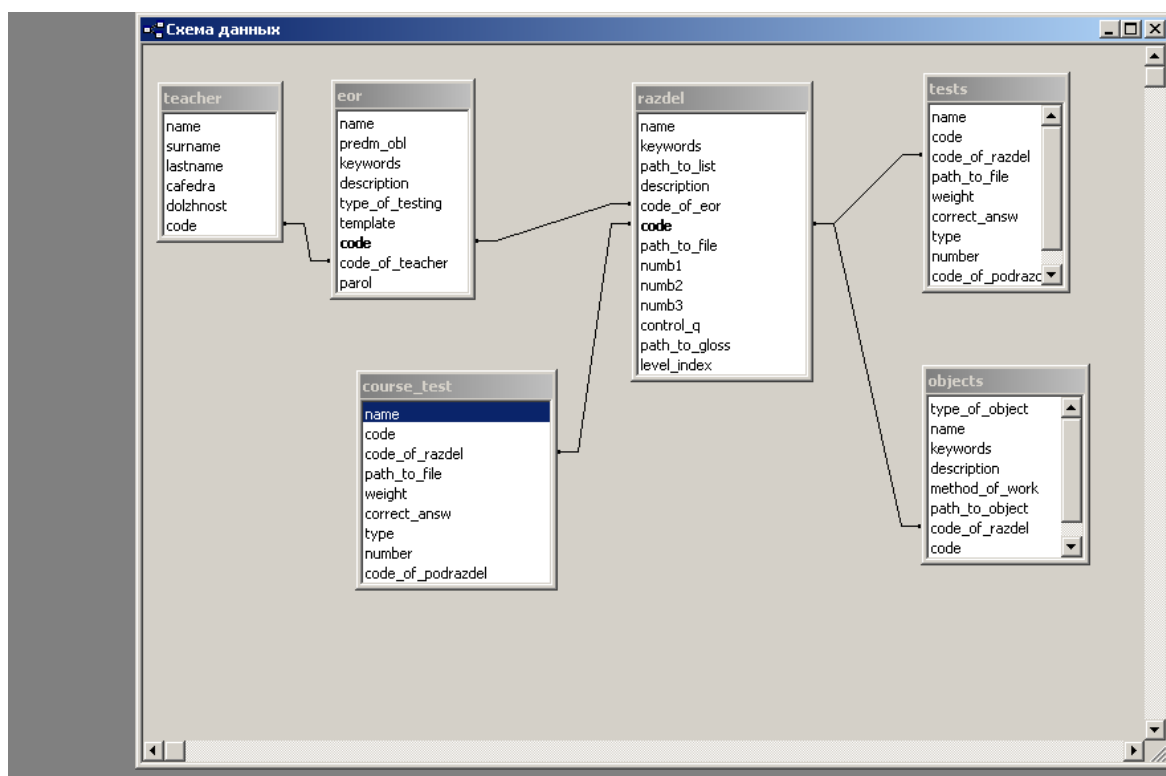 Схема данных
teacher
name
surname
lastname
cafedra
dolzhnost
code
eor
name
predm_obl
keywords
description
type_of_testing
template
code
code_of_teacher
parol
razdel
name
keywords
path_to_list
description
code_of_eor
code
path_to_file
numb1
numb2
numb3
control_q
path_to_gloss
level_index
tests
name
code
code_of_razdel
path_to_file
weight
correct_answ
type
number
code_of_podrazd
course_test
name
code
code_of_razdel
path_to_file
weight
correct_answ
type
number
code_of_podrazdel
objects
type_of_object
name
keywords
description
method_of_work
path_to_object
code_of_razdel
code